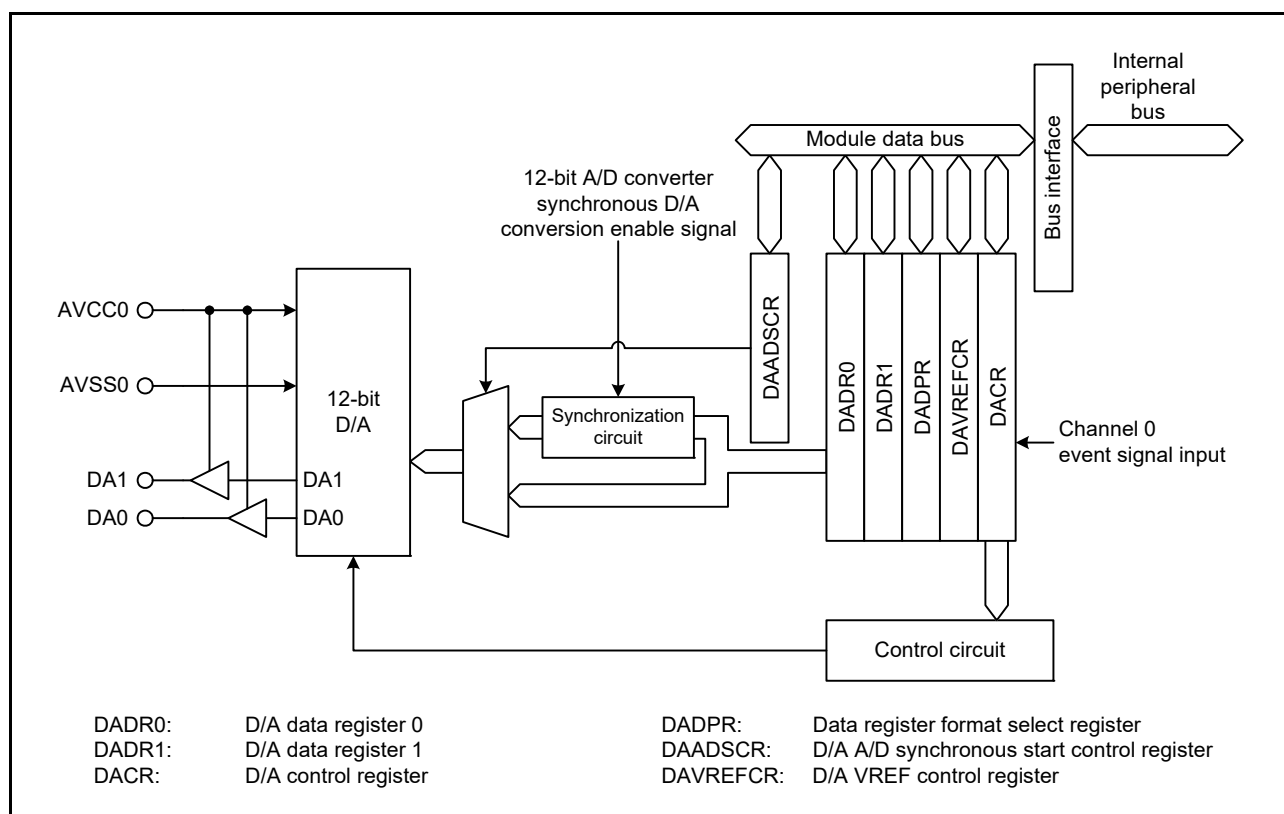 Internal
peripheral
bus
Bus interface
Module data bus
12-bit A/D converter
synchronous D/A
conversion enable signal
AVCC0
AVSS0
12-bit
D/A
DA1
DA1
DA0
DA0
Synchronization
circuit
DAADSCR
DADR0
DADR1
DADPR
DAVREFCR
DACR
Channel 0
event signal input
Control circuit
DADR0: D/A data register 0
DADR1: D/A data register 1
DACR: D/A control register
DADPR: Data register format select register
DAADSCR: D/A A/D synchronous start control register
DAVREFCR: D/A VREF control register